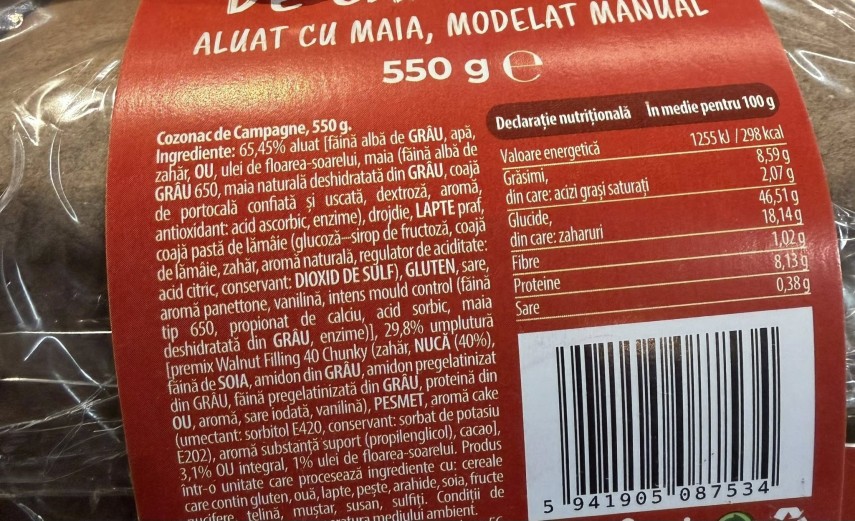 ALUAT CU MAIA, MODELAT MANUAL
550 g e
Cozonac de Campagne, 550 g.
Ingrediente: 65,45% aluat [făină albă de GRÂU, apă,
zahăr, OU, ulei de floarea-soarelui, maia (făină albă de
GRÂU 650, maia naturală deshidratată din GRÂU, coajă
de portocală confiată și uscată, dextroză, aromă,
antioxidant: acid ascorbic, enzime), drojdie, LAPTE praf,
coajă pastă de lămâie (glucoză-sirop de fructoză, coajă
de lămâie, zahăr, aromă naturală, regulator de aciditate:
acid citric, conservant: DIOXID DE SULF), GLUTEN, sare,
aromă panettone, vanilină, intens mould control (făină
tip 650, propionat de calciu, acid sorbic, maia
deshidratată din GRÂU, enzime)], 29,8% umplutură
[premix Walnut Filling 40 Chunky (zahăr, NUCĂ (40%),
făină de SOIA, amidon din GRÂU, amidon pregelatinizat
din GRÂU, făină pregelatinizată din GRÂU, proteină din
OU, aromă, sare iodată, vanilină), PESMET, aromă cake
(umectant: sorbitol E420, conservant: sorbat de potasiu
E202), aromă substanță suport (propilenglicol), cacao],
3,1% OU integral, 1% ulei de floarea-soarelui. Produs
într-o unitate care procesează ingrediente cu: cereale
care contin gluten, ouă, lapte, pește, arahide, soia, fructe
nucifere, telină, muștar, susan, sulfiți. Condiții de
mediului ambient.
Declarație nutrițională În medie pentru 100 g
Valoare energetică 1255 kJ / 298 kcal
Grăsimi, 8,59 g
din care: acizi grași saturați 2,07 g
Glucide, 46,51 g
din care: zaharuri 18,14 g
Fibre 1,02 g
Proteine 8,13 g
Sare 0,38 g
5 941905 087534